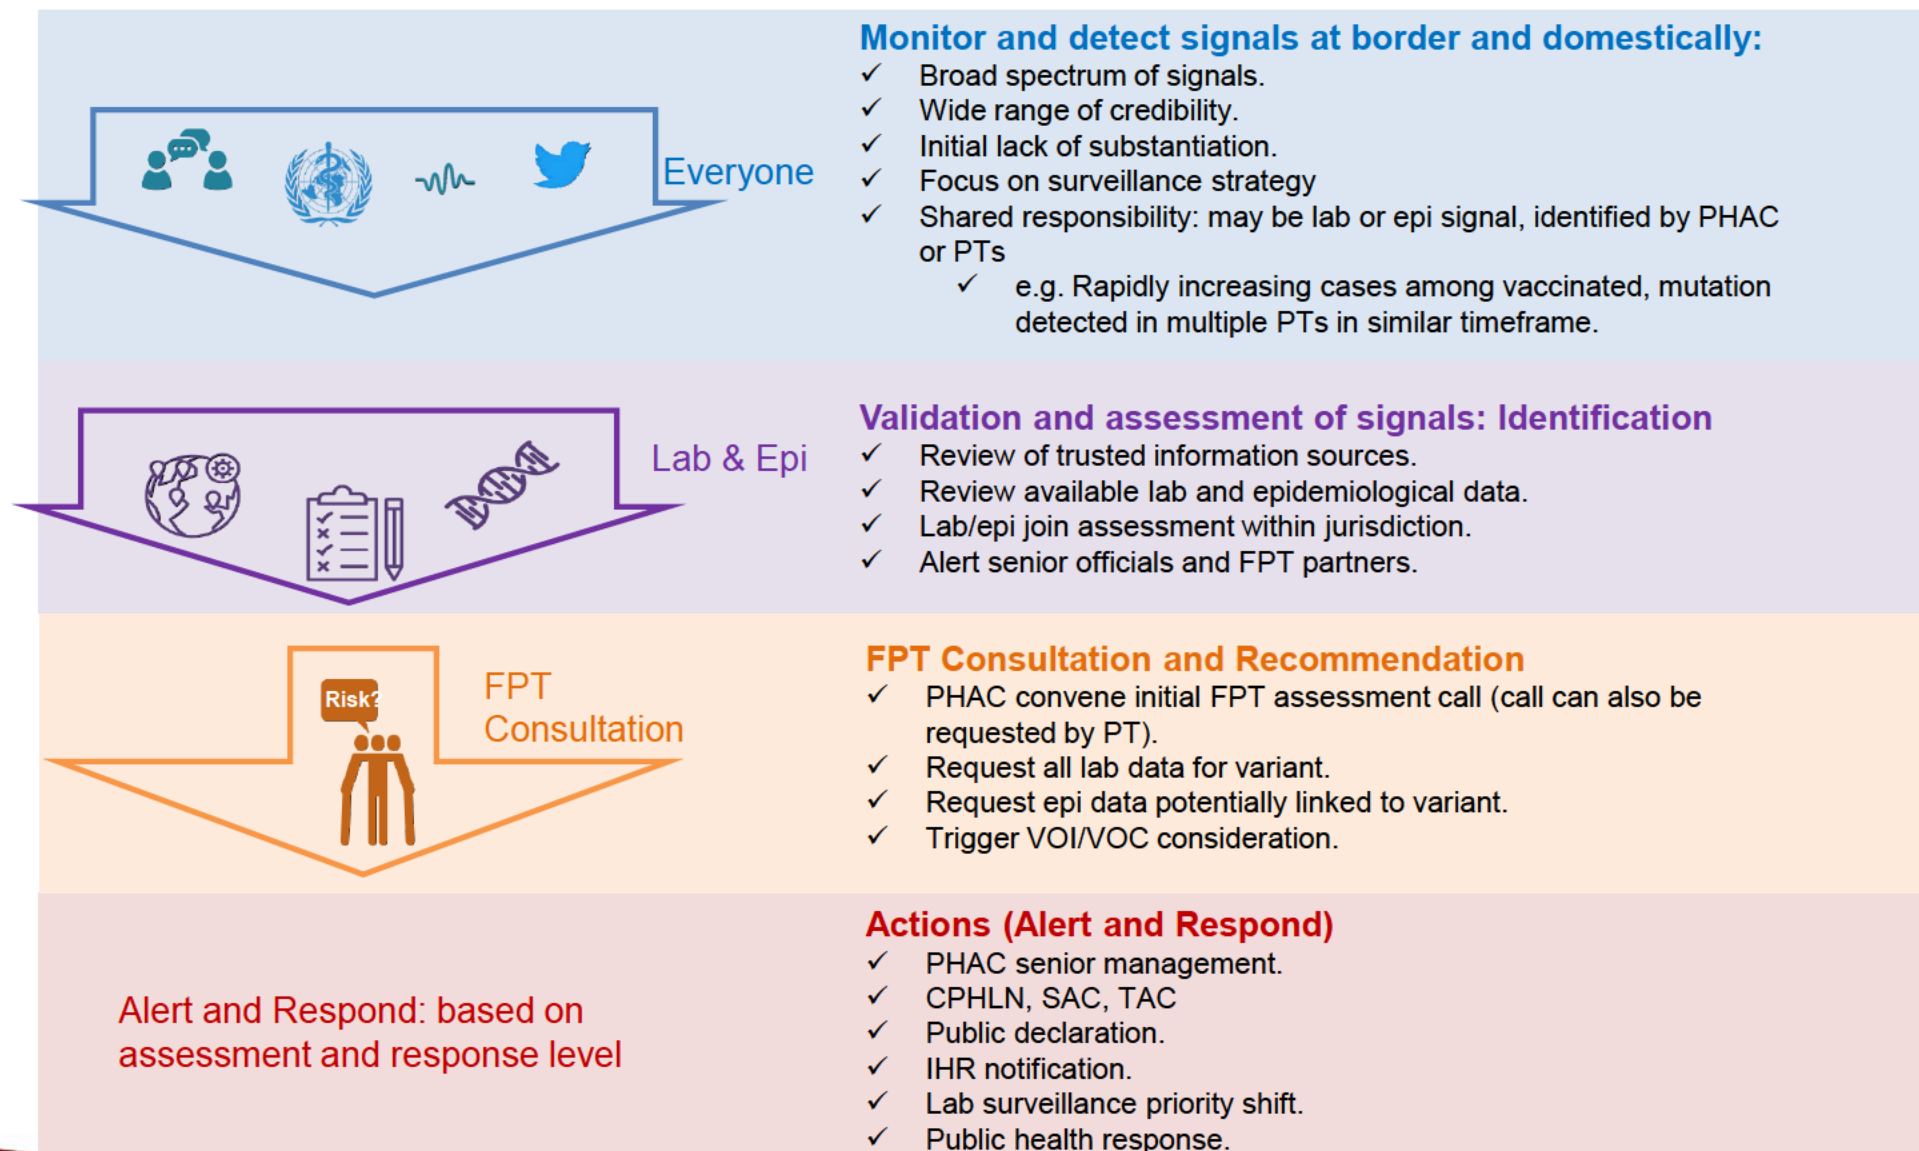 Monitor and detect signals at border and domestically:
✓ Broad spectrum of signals.
✓ Wide range of credibility.
✓ Initial lack of substantiation.
✓ Focus on surveillance strategy
✓ Shared responsibility: may be lab or epi signal, identified by PHAC
or PTs
✓ e.g. Rapidly increasing cases among vaccinated, mutation
detected in multiple PTs in similar timeframe.
Everyone
Validation and assessment of signals: Identification
✓ Review of trusted information sources.
✓ Review available lab and epidemiological data.
✓ Lab/epi join assessment within jurisdiction.
✓ Alert senior officials and FPT partners.
Lab & Epi
FPT Consultation and Recommendation
✓ PHAC convene initial FPT assessment call (call can also be
requested by PT).
✓ Request all lab data for variant.
✓ Request epi data potentially linked to variant.
✓ Trigger VOI/VOC consideration.
Risk?
FPT
Consultation
Actions (Alert and Respond)
✓ PHAC senior management.
✓ CPHLN, SAC, TAC
✓ Public declaration.
✓ IHR notification.
✓ Lab surveillance priority shift.
✓ Public health response.
Alert and Respond: based on
assessment and response level